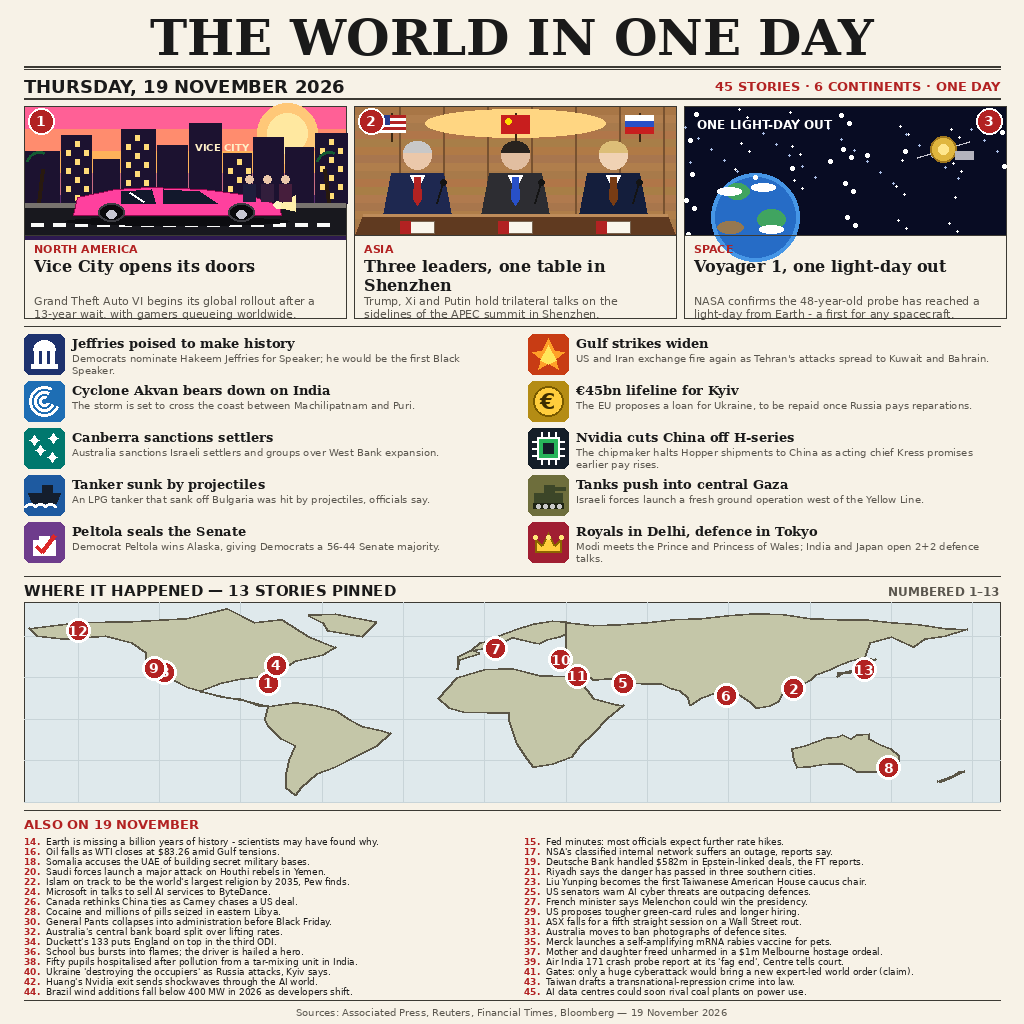 THE WORLD IN ONE DAY
THURSDAY, 19 NOVEMBER 2026
45 STORIES · 6 CONTINENTS · ONE DAY
1
VICE CITY
NORTH AMERICA
Vice City opens its doors
Grand Theft Auto VI begins its global rollout after a
13-year wait, with gamers queueing worldwide.
2
ASIA
Three leaders, one table in
Shenzhen
Trump, Xi and Putin hold trilateral talks on the
sidelines of the APEC summit in Shenzhen.
3
ONE LIGHT-DAY OUT
SPACE
Voyager 1, one light-day out
NASA confirms the 48-year-old probe has reached a
light-day from Earth - a first for any spacecraft.
Jeffries poised to make history
Democrats nominate Hakeem Jeffries for Speaker; he would be the first Black
Speaker.
Cyclone Akvan bears down on India
The storm is set to cross the coast between Machilipatnam and Puri.
Canberra sanctions settlers
Australia sanctions Israeli settlers and groups over West Bank expansion.
Tanker sunk by projectiles
An LPG tanker that sank off Bulgaria was hit by projectiles, officials say.
Peltola seals the Senate
Democrat Peltola wins Alaska, giving Democrats a 56-44 Senate majority.
Gulf strikes widen
US and Iran exchange fire again as Tehran's attacks spread to Kuwait and Bahrain.
€
€45bn lifeline for Kyiv
The EU proposes a loan for Ukraine, to be repaid once Russia pays reparations.
Nvidia cuts China off H-series
The chipmaker halts Hopper shipments to China as acting chief Kress promises
earlier pay rises.
Tanks push into central Gaza
Israeli forces launch a fresh ground operation west of the Yellow Line.
Royals in Delhi, defence in Tokyo
Modi meets the Prince and Princess of Wales; India and Japan open 2+2 defence
talks.
WHERE IT HAPPENED — 13 STORIES PINNED
NUMBERED 1–13
12
7
10
9
4
11
13
1
5
2
6
8
ALSO ON 19 NOVEMBER
14. Earth is missing a billion years of history - scientists may have found why.
16. Oil falls as WTI closes at $83.26 amid Gulf tensions.
18. Somalia accuses the UAE of building secret military bases.
20. Saudi forces launch a major attack on Houthi rebels in Yemen.
22. Islam on track to be the world's largest religion by 2035, Pew finds.
24. Microsoft in talks to sell AI services to ByteDance.
26. Canada rethinks China ties as Carney chases a US deal.
28. Cocaine and millions of pills seized in eastern Libya.
30. General Pants collapses into administration before Black Friday.
32. Australia's central bank board split over lifting rates.
34. Duckett's 133 puts England on top in the third ODI.
36. School bus bursts into flames; the driver is hailed a hero.
38. Fifty pupils hospitalised after pollution from a tar-mixing unit in India.
40. Ukraine 'destroying the occupiers' as Russia attacks, Kyiv says.
42. Huang's Nvidia exit sends shockwaves through the AI world.
44. Brazil wind additions fall below 400 MW in 2026 as developers shift.
15. Fed minutes: most officials expect further rate hikes.
17. NSA's classified internal network suffers an outage, reports say.
19. Deutsche Bank handled $582m in Epstein-linked deals, the FT reports.
21. Riyadh says the danger has passed in three southern cities.
23. Liu Yunping becomes the first Taiwanese American House caucus chair.
25. US senators warn AI cyber threats are outpacing defences.
27. French minister says Melenchon could win the presidency.
29. US proposes tougher green-card rules and longer hiring.
31. ASX falls for a fifth straight session on a Wall Street rout.
33. Australia moves to ban photographs of defence sites.
35. Merck launches a self-amplifying mRNA rabies vaccine for pets.
37. Mother and daughter freed unharmed in a $1m Melbourne hostage ordeal.
39. Air India 171 crash probe report at its 'fag end', Centre tells court.
41. Gates: only a huge cyberattack would bring a new expert-led world order (claim).
43. Taiwan drafts a transnational-repression crime into law.
45. AI data centres could soon rival coal plants on power use.
Sources: Associated Press, Reuters, Financial Times, Bloomberg — 19 November 2026